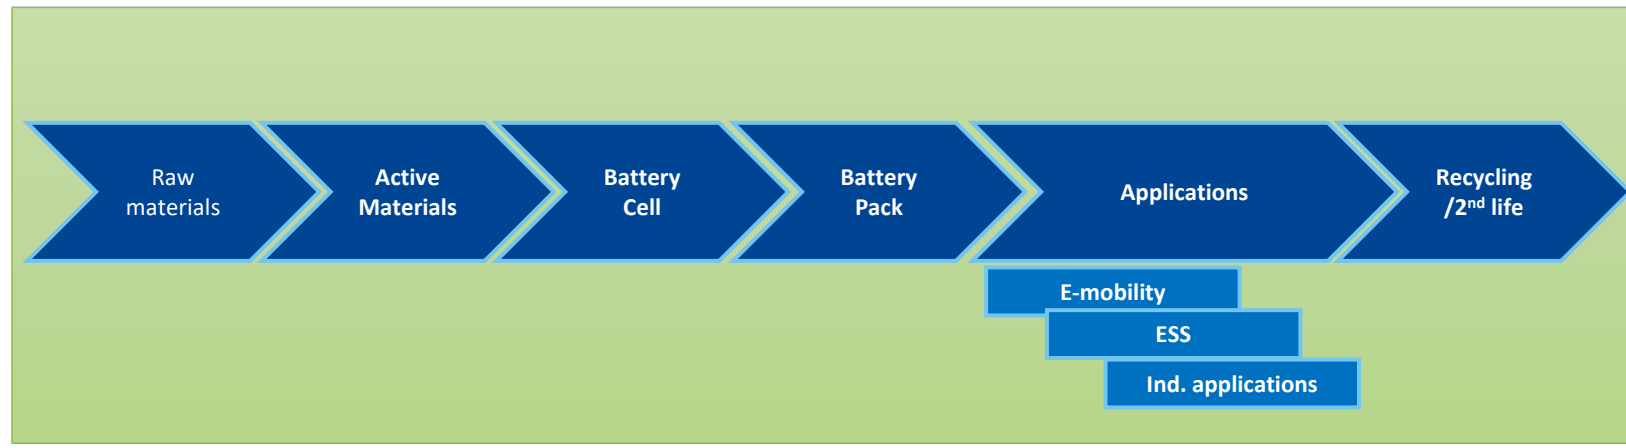 Raw
materials
Active
Materials
Battery
Cell
Battery
Pack
Applications
Recycling
/2nd life
E-mobility
ESS
Ind. applications